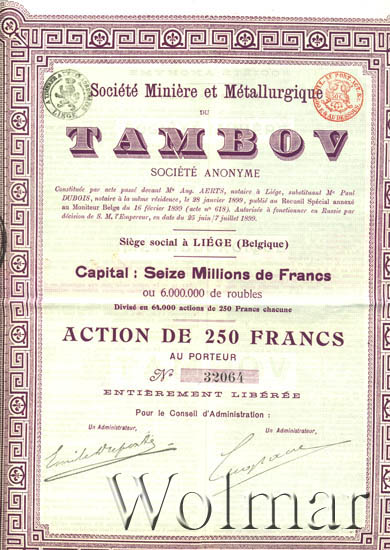 Société Minière et Métallurgique
DU
TAMBOV
SOCIÉTÉ ANONYME
Constituée par acte passé devant Me Aug. AERTS, notaire à Liége, substituant Me Paul
DUBOIS, notaire à la même résidence, le 28 janvier 1899, publié au Recueil Spécial annexé
au Moniteur Belge du 16 février 1899 (acte no 618). Autorisée à fonctionner en Russie par
décision de S. M. l'Empereur, en date du 25 juin/7 juillet 1899.
Siège social à LIÉGE (Belgique)
Capital : Seize Millions de Francs
ou 6.000.000 de roubles
Divisé en 64.000 actions de 250 Francs chacune
ACTION DE 250 FRANCS
AU PORTEUR
No 32064
ENTIÈREMENT LIBÉRÉE
Pour le Conseil d'Administration :
Un Administrateur, Un Administrateur,
Wolmar